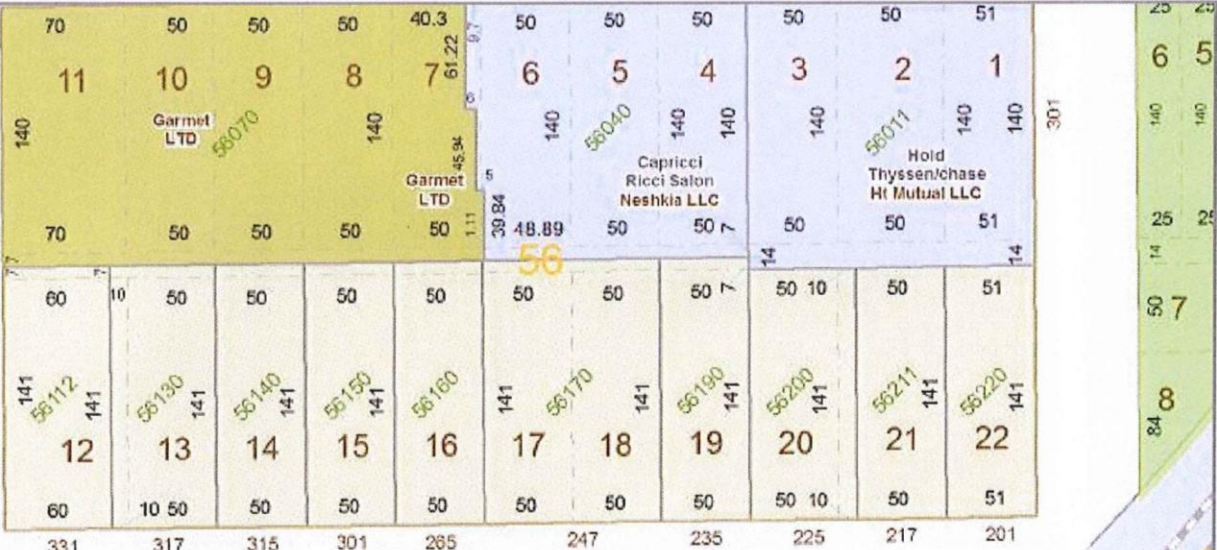 70 50 50 50 40.3 50 50 50 50 50 51 25 25
9.7
61.22
11 10 9 8 7 6 5 4 3 2 1 6 5
140 140 140 140 140 140 140 140 301 140 140
56070 56040 56011
Garmet
LTD
45.94
Garmet
LTD
5
Capricci
Ricci Salon
Neshkia LLC
Hold
Thyssen/chase
Ht Mutual LLC
1.11 39.84
70 50 50 50 50 48.89 50 50 7 50 50 51 25 25
56
7 7 7 14 14 14
60 10 50 50 50 50 50 50 50 7 50 10 50 51 50 7
56112 56130 56140 56150 56160 56170 56190 56200 56211 56220
141 141 141 141 141 141 141 141 141 141 141
8
84
12 13 14 15 16 17 18 19 20 21 22
60 10 50 50 50 50 50 50 50 50 10 50 51
331 317 315 301 265 247 235 225 217 201